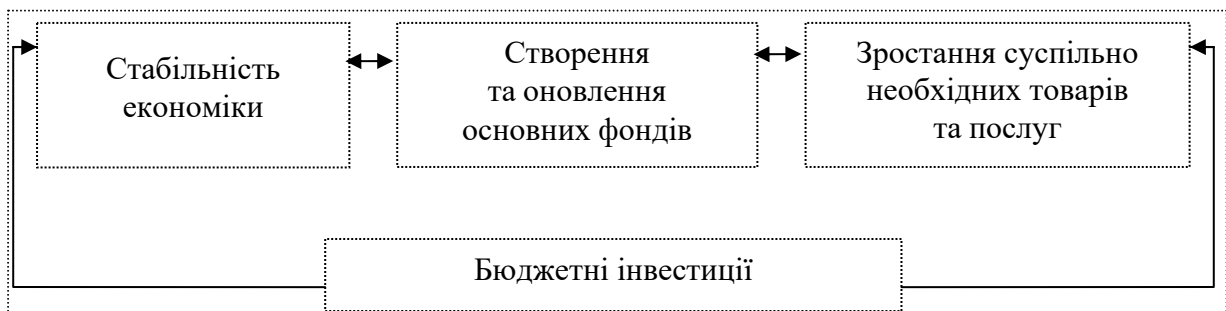 Стабільність
економіки
Створення
та оновлення
основних фондів
Зростання суспільно
необхідних товарів
та послуг
Бюджетні інвестиції